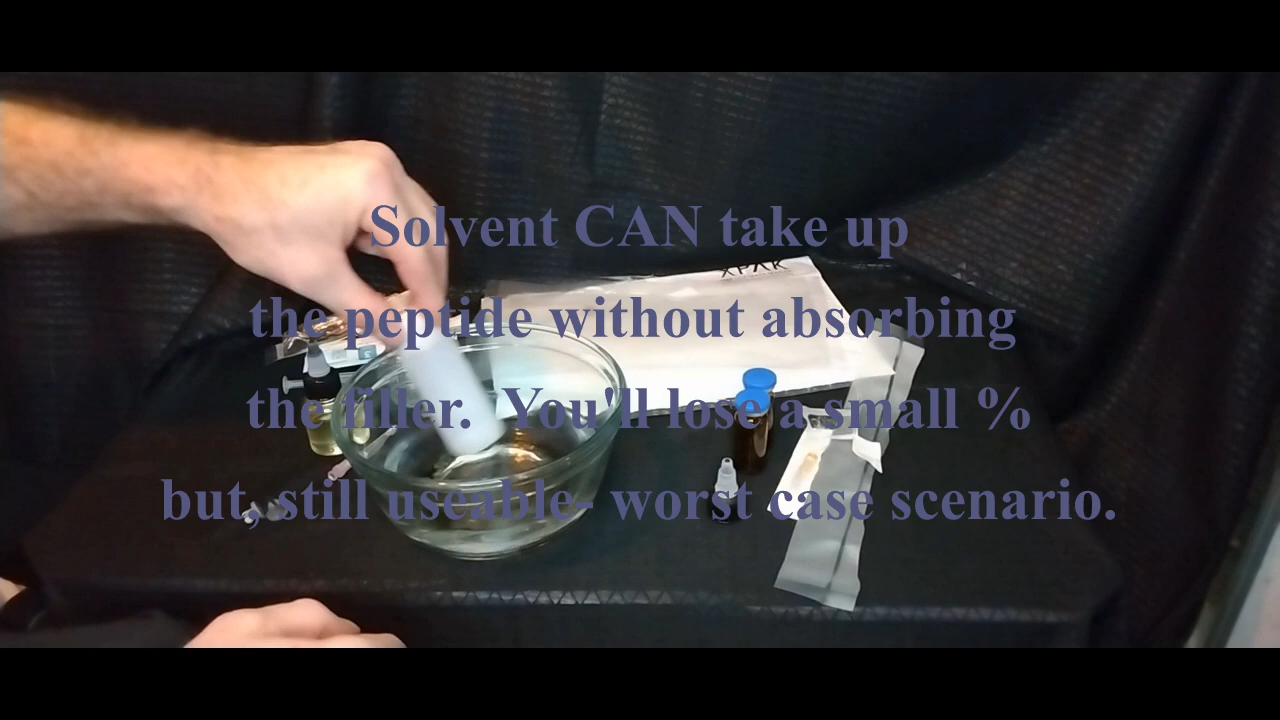 XPAK
Solvent CAN take up
the peptide without absorbing
the filler. You'll lose a small %
but, still useable- worst case scenario.